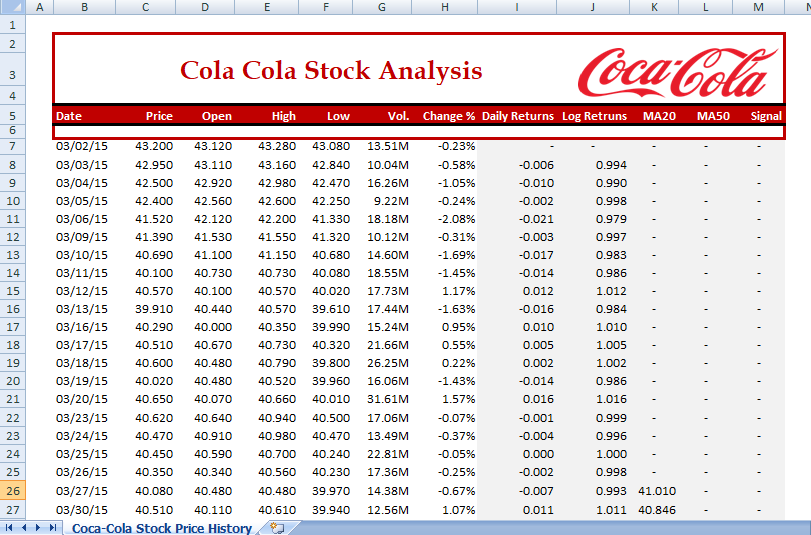 A B C D E F G H I J K L M N
1
2
Cola Cola Stock Analysis Coca-Cola
3
4
5 Date Price Open High Low Vol. Change % Daily Returns Log Retruns MA20 MA50 Signal
6
7 03/02/15 43.200 43.120 43.280 43.080 13.51M -0.23% - - - - -
8 03/03/15 42.950 43.110 43.160 42.840 10.04M -0.58% -0.006 0.994 - - -
9 03/04/15 42.500 42.920 42.980 42.470 16.26M -1.05% -0.010 0.990 - - -
10 03/05/15 42.400 42.560 42.600 42.250 9.22M -0.24% -0.002 0.998 - - -
11 03/06/15 41.520 42.120 42.200 41.330 18.18M -2.08% -0.021 0.979 - - -
12 03/09/15 41.390 41.530 41.550 41.320 10.12M -0.31% -0.003 0.997 - - -
13 03/10/15 40.690 41.100 41.150 40.680 14.60M -1.69% -0.017 0.983 - - -
14 03/11/15 40.100 40.730 40.730 40.080 18.55M -1.45% -0.014 0.986 - - -
15 03/12/15 40.570 40.100 40.570 40.020 17.73M 1.17% 0.012 1.012 - - -
16 03/13/15 39.910 40.440 40.570 39.610 17.44M -1.63% -0.016 0.984 - - -
17 03/16/15 40.290 40.000 40.350 39.990 15.24M 0.95% 0.010 1.010 - - -
18 03/17/15 40.510 40.670 40.730 40.320 21.66M 0.55% 0.005 1.005 - - -
19 03/18/15 40.600 40.480 40.790 39.800 26.25M 0.22% 0.002 1.002 - - -
20 03/19/15 40.020 40.480 40.520 39.960 16.06M -1.43% -0.014 0.986 - - -
21 03/20/15 40.650 40.070 40.660 40.010 31.61M 1.57% 0.016 1.016 - - -
22 03/23/15 40.620 40.640 40.940 40.500 17.06M -0.07% -0.001 0.999 - - -
23 03/24/15 40.470 40.910 40.980 40.470 13.49M -0.37% -0.004 0.996 - - -
24 03/25/15 40.450 40.590 40.700 40.240 22.81M -0.05% 0.000 1.000 - - -
25 03/26/15 40.350 40.340 40.560 40.230 17.36M -0.25% -0.002 0.998 - - -
26 03/27/15 40.080 40.480 40.480 39.970 14.38M -0.67% -0.007 0.993 41.010 - -
27 03/30/15 40.510 40.110 40.610 39.940 12.56M 1.07% 0.011 1.011 40.846 - -
Coca-Cola Stock Price History